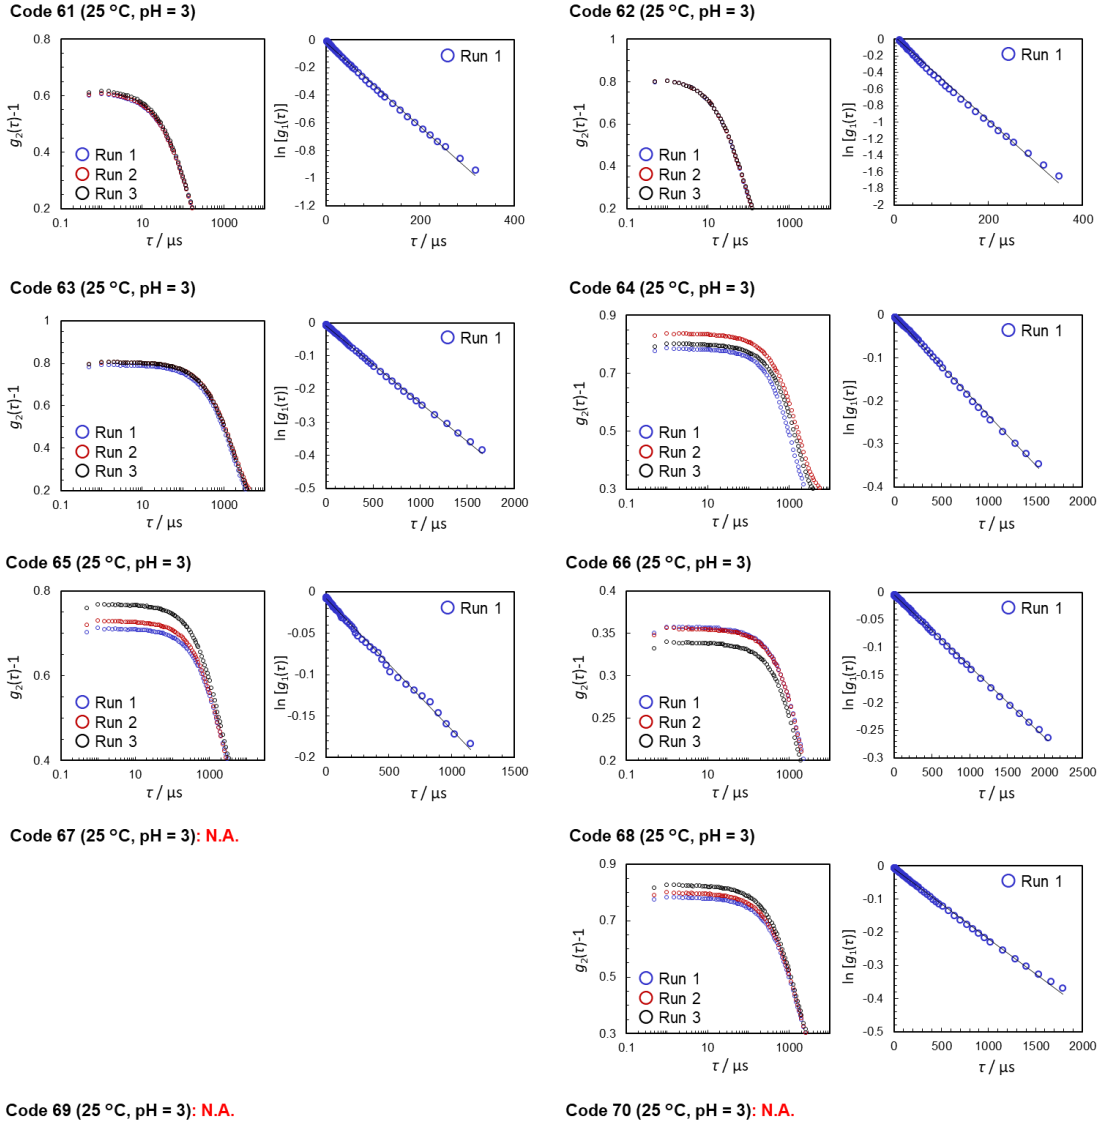 Code 61 (25 °C, pH = 3)
0.8
0.6
0.4
0.2
0.1
10
1000
g₂(τ)-1
τ / μs
Run 1
Run 2
Run 3
0
-0.2
-0.4
-0.6
-0.8
-1
-1.2
0
200
400
ln [g₁(τ)]
τ / μs
Run 1
Code 62 (25 °C, pH = 3)
1
0.8
0.6
0.4
0.2
0.1
10
1000
g₂(τ)-1
τ / μs
Run 1
Run 2
Run 3
0
-0.2
-0.4
-0.6
-0.8
-1
-1.2
-1.4
-1.6
-1.8
-2
0
200
400
ln [g₁(τ)]
τ / μs
Run 1
Code 63 (25 °C, pH = 3)
1
0.8
0.6
0.4
0.2
0.1
10
1000
g₂(τ)-1
τ / μs
Run 1
Run 2
Run 3
0
-0.1
-0.2
-0.3
-0.4
-0.5
0
500
1000
1500
2000
ln [g₁(τ)]
τ / μs
Run 1
Code 64 (25 °C, pH = 3)
0.9
0.7
0.5
0.3
0.1
10
1000
g₂(τ)-1
τ / μs
Run 1
Run 2
Run 3
0
-0.1
-0.2
-0.3
-0.4
0
500
1000
1500
2000
ln [g₁(τ)]
τ / μs
Run 1
Code 65 (25 °C, pH = 3)
0.8
0.6
0.4
0.1
10
1000
g₂(τ)-1
τ / μs
Run 1
Run 2
Run 3
0
-0.05
-0.1
-0.15
-0.2
0
500
1000
1500
ln [g₁(τ)]
τ / μs
Run 1
Code 66 (25 °C, pH = 3)
0.4
0.35
0.3
0.25
0.2
0.1
10
1000
g₂(τ)-1
τ / μs
Run 1
Run 2
Run 3
0
-0.05
-0.1
-0.15
-0.2
-0.25
-0.3
0
500
1000
1500
2000
2500
ln [g₁(τ)]
τ / μs
Run 1
Code 67 (25 °C, pH = 3): N.A.
Code 68 (25 °C, pH = 3)
0.9
0.7
0.5
0.3
0.1
10
1000
g₂(τ)-1
τ / μs
Run 1
Run 2
Run 3
0
-0.1
-0.2
-0.3
-0.4
-0.5
0
500
1000
1500
2000
ln [g₁(τ)]
τ / μs
Run 1
Code 69 (25 °C, pH = 3): N.A.
Code 70 (25 °C, pH = 3): N.A.